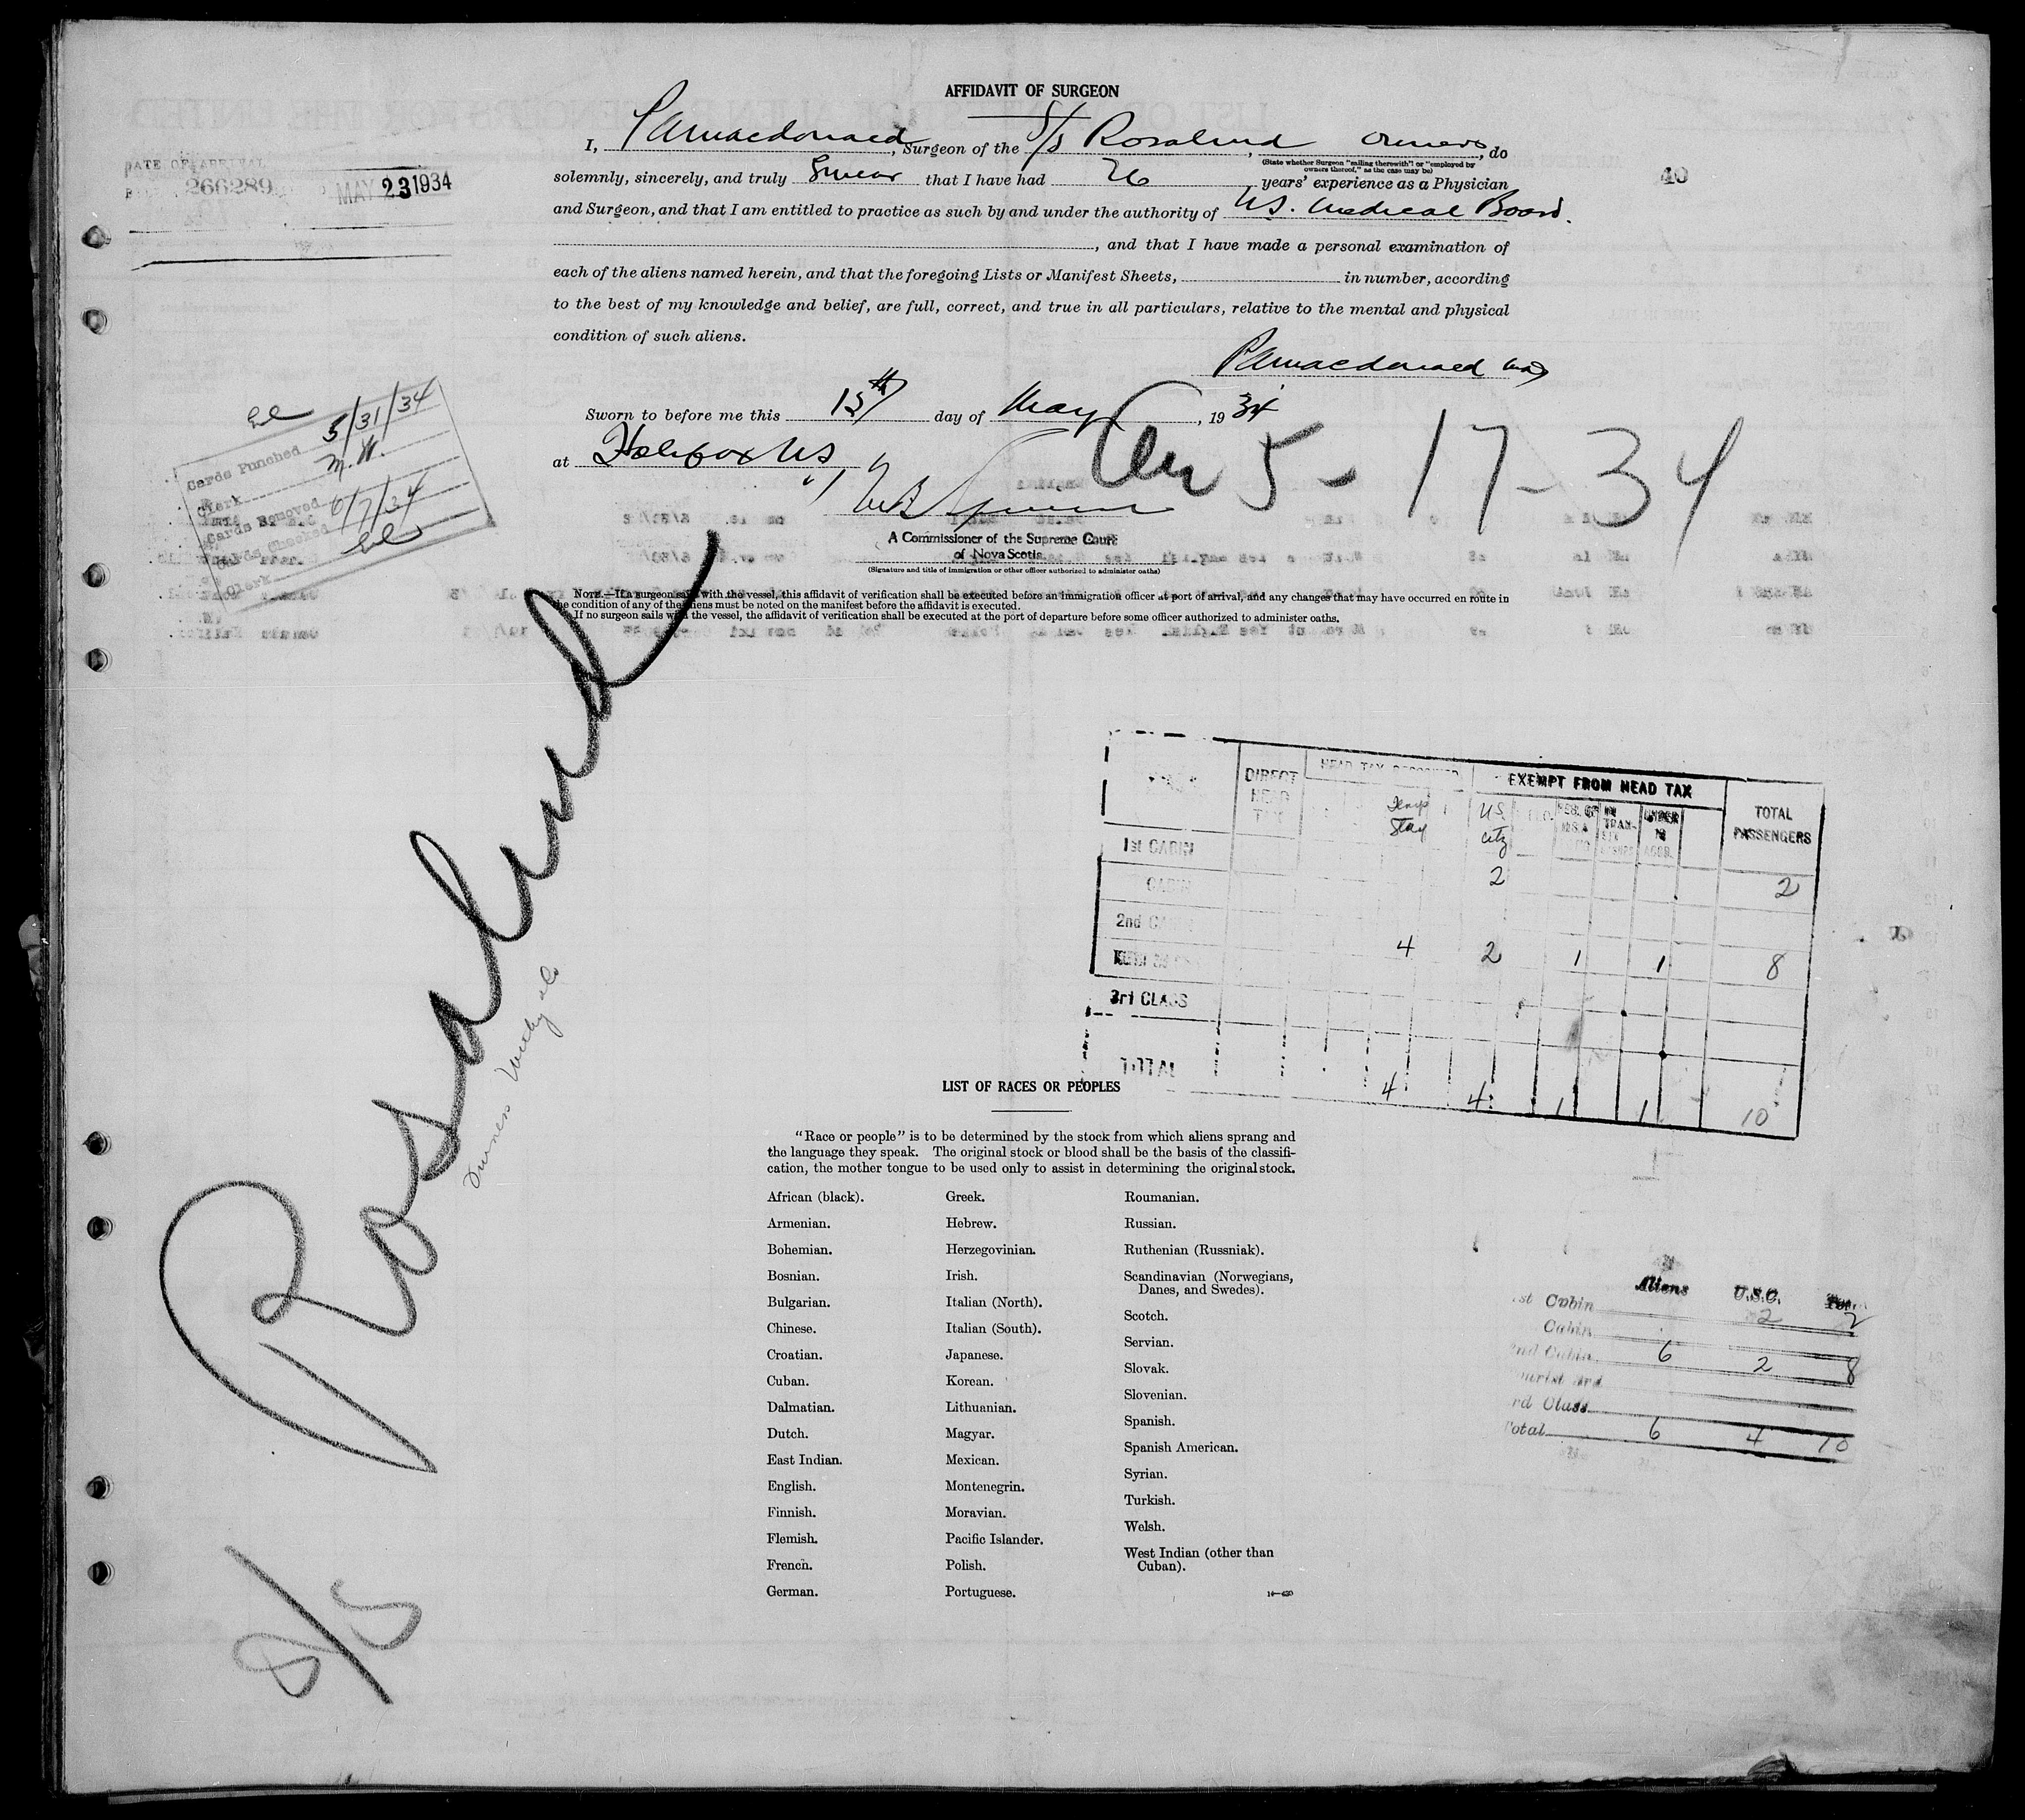 AFFIDAVIT OF SURGEON
I, P A Macdonald, Surgeon of the S/S Rosalind, owners, do
(State whether Surgeon "sailing therewith" or "employed by
owners thereof," as the case may be)
solemnly, sincerely, and truly Swear that I have had 26 years' experience as a Physician
and Surgeon, and that I am entitled to practice as such by and under the authority of NS. Medical Board.
, and that I have made a personal examination of
each of the aliens named herein, and that the foregoing Lists or Manifest Sheets, in number, according
to the best of my knowledge and belief, are full, correct, and true in all particulars, relative to the mental and physical
condition of such aliens.
P A Macdonald MD
Sworn to before me this 15th day of May, 1934
at Halifax NS
Arr 5-17-34
A Commissioner of the Supreme Court
of Nova Scotia
(Signature and title of immigration or other officer authorized to administer oaths)
NOTE.—If a surgeon sails with the vessel, this affidavit of verification shall be executed before an immigration officer at port of arrival, and any changes that may have occurred en route in
the condition of any of the aliens must be noted on the manifest before the affidavit is executed.
If no surgeon sails with the vessel, the affidavit of verification shall be executed at the port of departure before some officer authorized to administer oaths.
DATE OF ARRIVAL
266289 MAY 23 1934
40
Cards Punched 5/31/34
Clerk M.W.
Cards Removed 6/7/34
Cards Checked
Clerk
Rosalind
S/S
DIRECT HEAD TAX
Temp Stay
EXEMPT FROM HEAD TAX
US citz
IN TRAN-SIT
UNDER 16 ACCD.
TOTAL PASSENGERS
1st CABIN
CABIN 2 2
2nd CABIN
4 2 1 1 8
3rd CLASS
TOTAL 4 4 1 1 10
LIST OF RACES OR PEOPLES
"Race or people" is to be determined by the stock from which aliens sprang and
the language they speak. The original stock or blood shall be the basis of the classifi-
cation, the mother tongue to be used only to assist in determining the original stock.
African (black).
Armenian.
Bohemian.
Bosnian.
Bulgarian.
Chinese.
Croatian.
Cuban.
Dalmatian.
Dutch.
East Indian.
English.
Finnish.
Flemish.
French.
German.
Greek.
Hebrew.
Herzegovinian.
Irish.
Italian (North).
Italian (South).
Japanese.
Korean.
Lithuanian.
Magyar.
Mexican.
Montenegrin.
Moravian.
Pacific Islander.
Polish.
Portuguese.
Roumanian.
Russian.
Ruthenian (Russniak).
Scandinavian (Norwegians,
Danes, and Swedes).
Scotch.
Servian.
Slovak.
Slovenian.
Spanish.
Spanish American.
Syrian.
Turkish.
Welsh.
West Indian (other than
Cuban).
Aliens U.S.C.
1st Cabin 2 2
Cabin
2nd Cabin 6 2 8
Tourist 3rd
3rd Class
Total 6 4 10